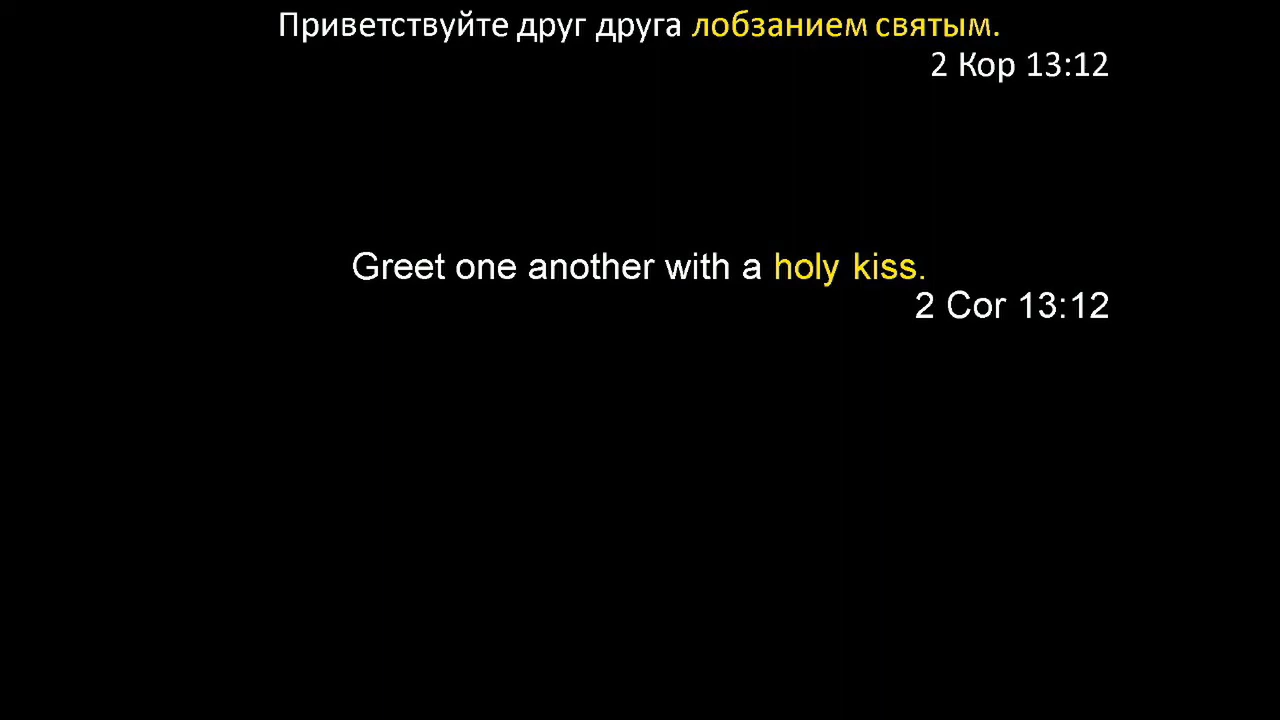 Приветствуйте друг друга лобзанием святым.
2 Кор 13:12
Greet one another with a holy kiss.
2 Cor 13:12